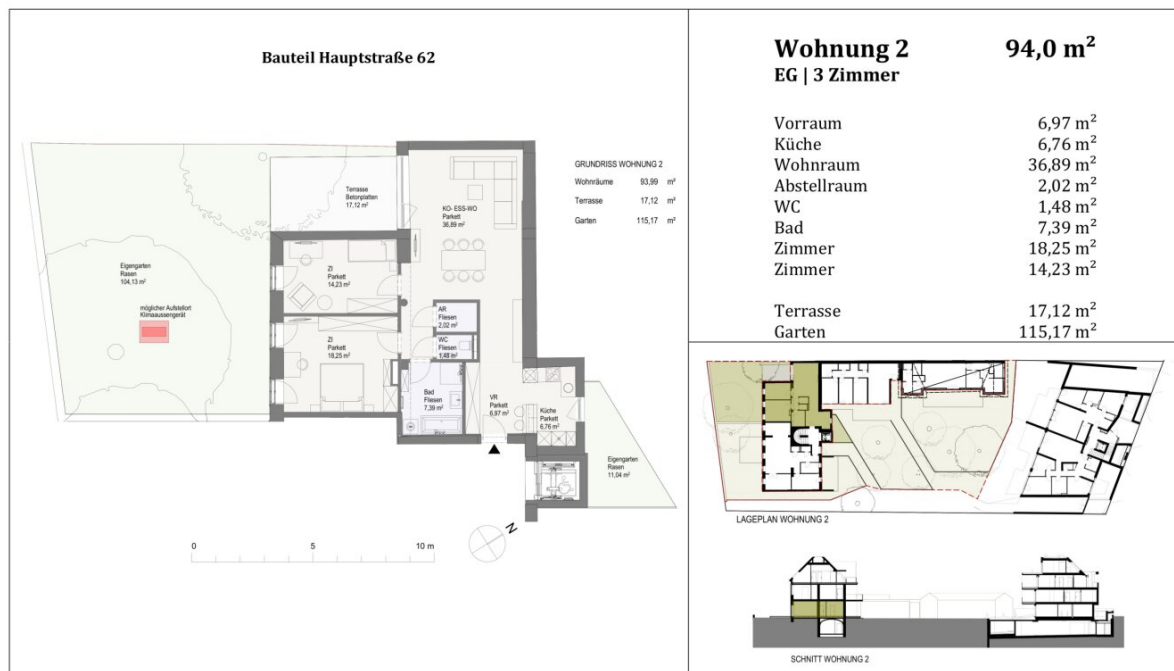 Bauteil Hauptstraße 62
Terrasse
Betonplatten
17,12 m²
KO- ESS-WO
Parkett
36,89 m²
GRUNDRISS WOHNUNG 2
Wohnräume 93,99 m²
Terrasse 17,12 m²
Garten 115,17 m²
Eigengarten
Rasen
104,13 m²
möglicher Aufstellort
Klimaaussengerät
ZI
Parkett
14,23 m²
ZI
Parkett
18,25 m²
AR
Fliesen
2,02 m²
WC
Fliesen
1,48 m²
Bad
Fliesen
7,39 m²
VR
Parkett
6,97 m²
Küche
Parkett
6,76 m²
Eigengarten
Rasen
11,04 m²
N
0 5 10 m
Wohnung 2 94,0 m²
EG | 3 Zimmer
Vorraum 6,97 m²
Küche 6,76 m²
Wohnraum 36,89 m²
Abstellraum 2,02 m²
WC 1,48 m²
Bad 7,39 m²
Zimmer 18,25 m²
Zimmer 14,23 m²
Terrasse 17,12 m²
Garten 115,17 m²
LAGEPLAN WOHNUNG 2
SCHNITT WOHNUNG 2